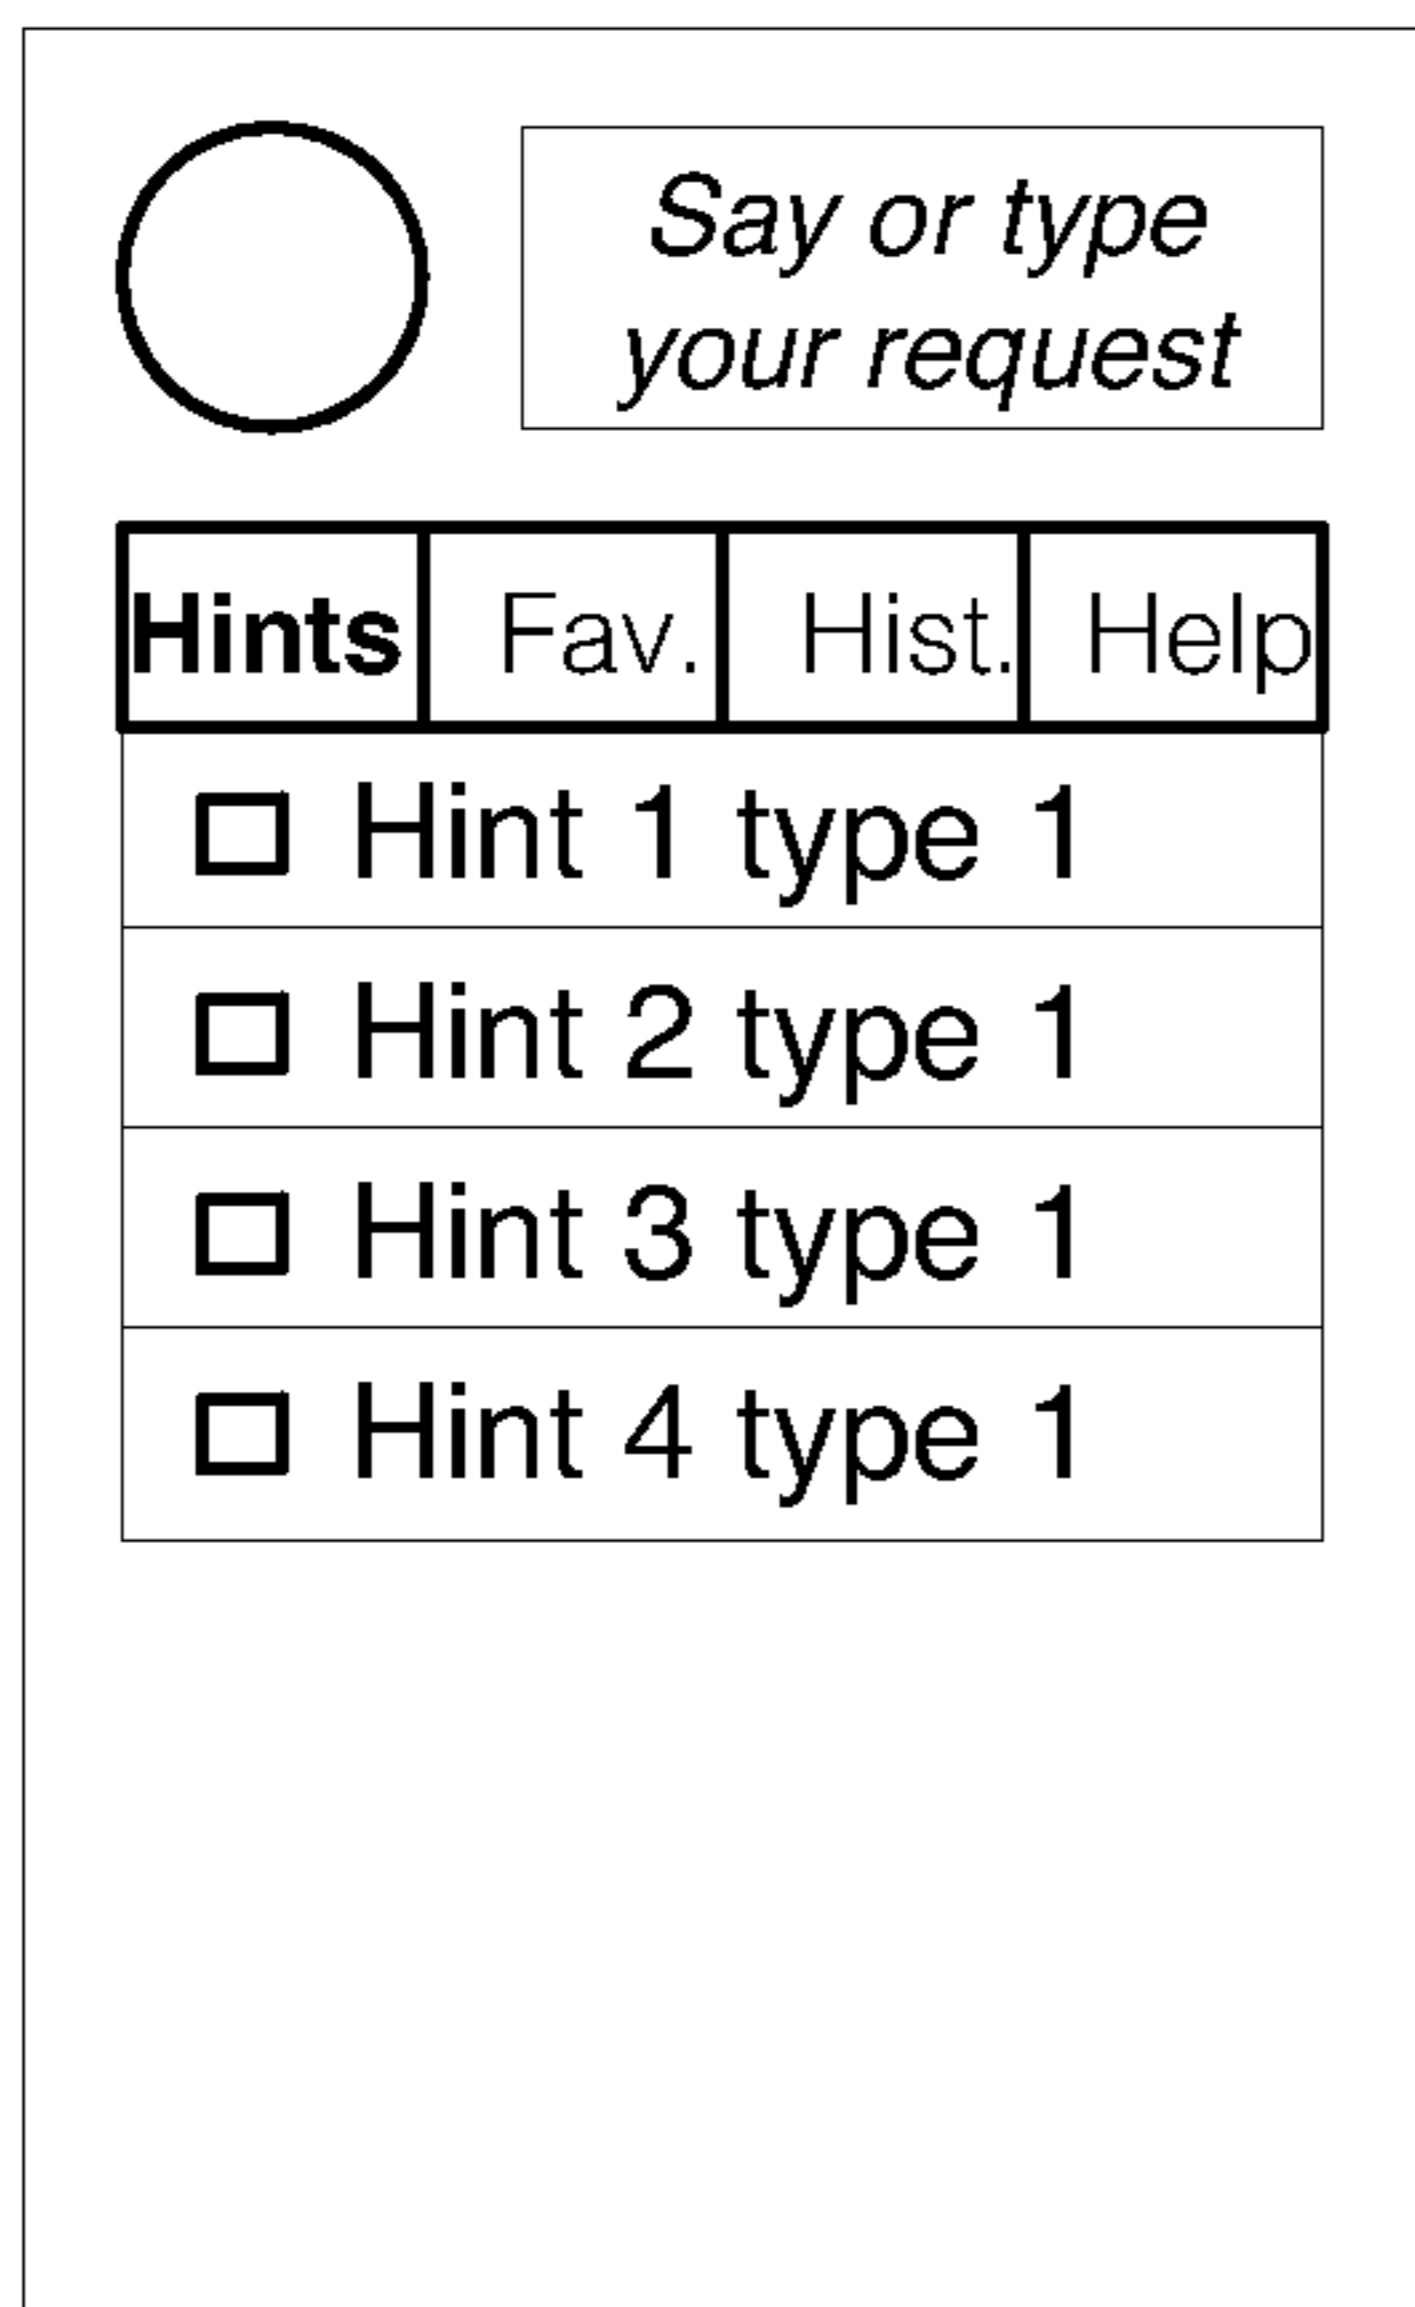 Say or type
your request
Hints Fav. Hist. Help
Hint 1 type 1
Hint 2 type 1
Hint 3 type 1
Hint 4 type 1